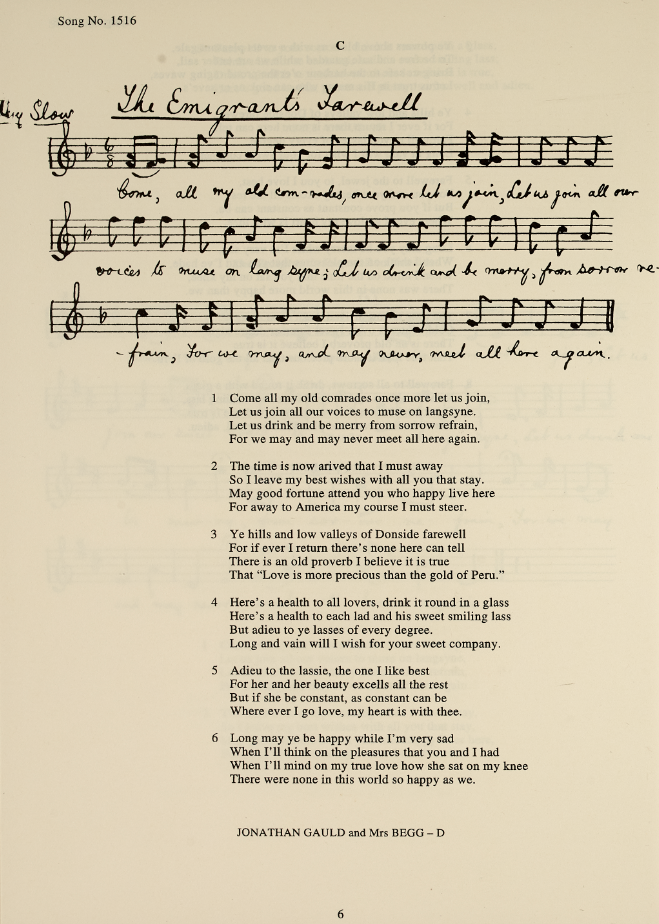 Song No. 1516
C
Very Slow
The Emigrant's Farewell
Come, all my old com-rades, once more let us join, Let us join all our
voices to muse on lang syne; Let us drink and be merry, from sorrow re-
-frain, For we may, and may never, meet all here again.
1 Come all my old comrades once more let us join,
Let us join all our voices to muse on langsyne.
Let us drink and be merry from sorrow refrain,
For we may and may never meet all here again.
2 The time is now arived that I must away
So I leave my best wishes with all you that stay.
May good fortune attend you who happy live here
For away to America my course I must steer.
3 Ye hills and low valleys of Donside farewell
For if ever I return there's none here can tell
There is an old proverb I believe it is true
That “Love is more precious than the gold of Peru.”
4 Here's a health to all lovers, drink it round in a glass
Here's a health to each lad and his sweet smiling lass
But adieu to ye lasses of every degree.
Long and vain will I wish for your sweet company.
5 Adieu to the lassie, the one I like best
For her and her beauty excells all the rest
But if she be constant, as constant can be
Where ever I go love, my heart is with thee.
6 Long may ye be happy while I'm very sad
When I'll think on the pleasures that you and I had
When I'll mind on my true love how she sat on my knee
There were none in this world so happy as we.
JONATHAN GAULD and Mrs BEGG – D
6